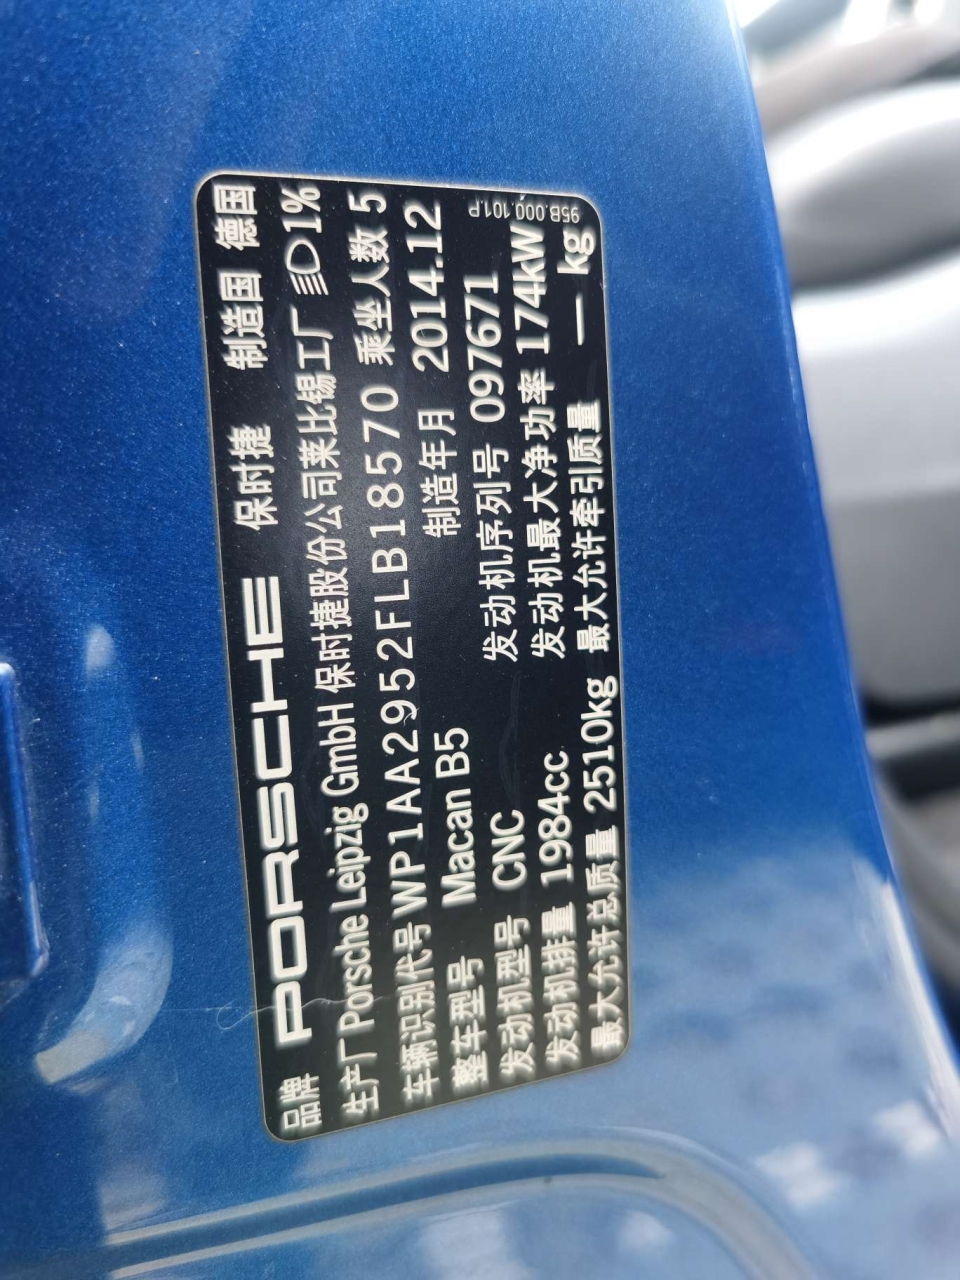 品牌 PORSCHE 保时捷 制造国 德国
生产厂 Porsche Leipzig GmbH 保时捷股份公司莱比锡工厂 1%
车辆识别代号 WP1AA2952FLB18570 乘坐人数 5
整车型号 Macan B5 制造年月 2014.12
发动机型号 CNC 发动机序列号 097671
发动机排量 1984cc 发动机最大净功率 174kW
最大允许总质量 2510kg 最大允许牵引质量 — kg
95B.000.101.P